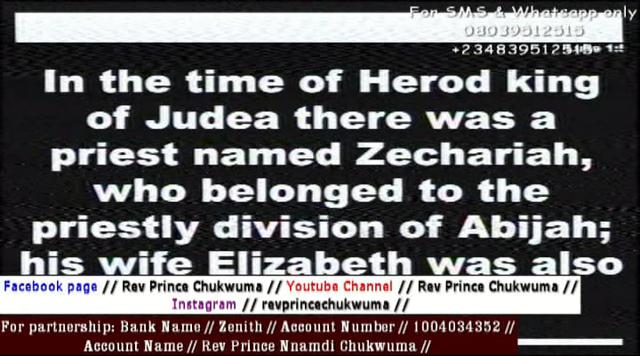 For SMS & Whatsapp only
08039512515
+2348395125
In the time of Herod king
of Judea there was a
priest named Zechariah,
who belonged to the
priestly division of Abijah;
his wife Elizabeth was also
Facebook page // Rev Prince Chukwuma // Youtube Channel // Rev Prince Chukwuma //
Instagram // revprincechukwuma //
For partnership: Bank Name // Zenith // Account Number // 1004034352 //
Account Name // Rev Prince Nnamdi Chukwuma //